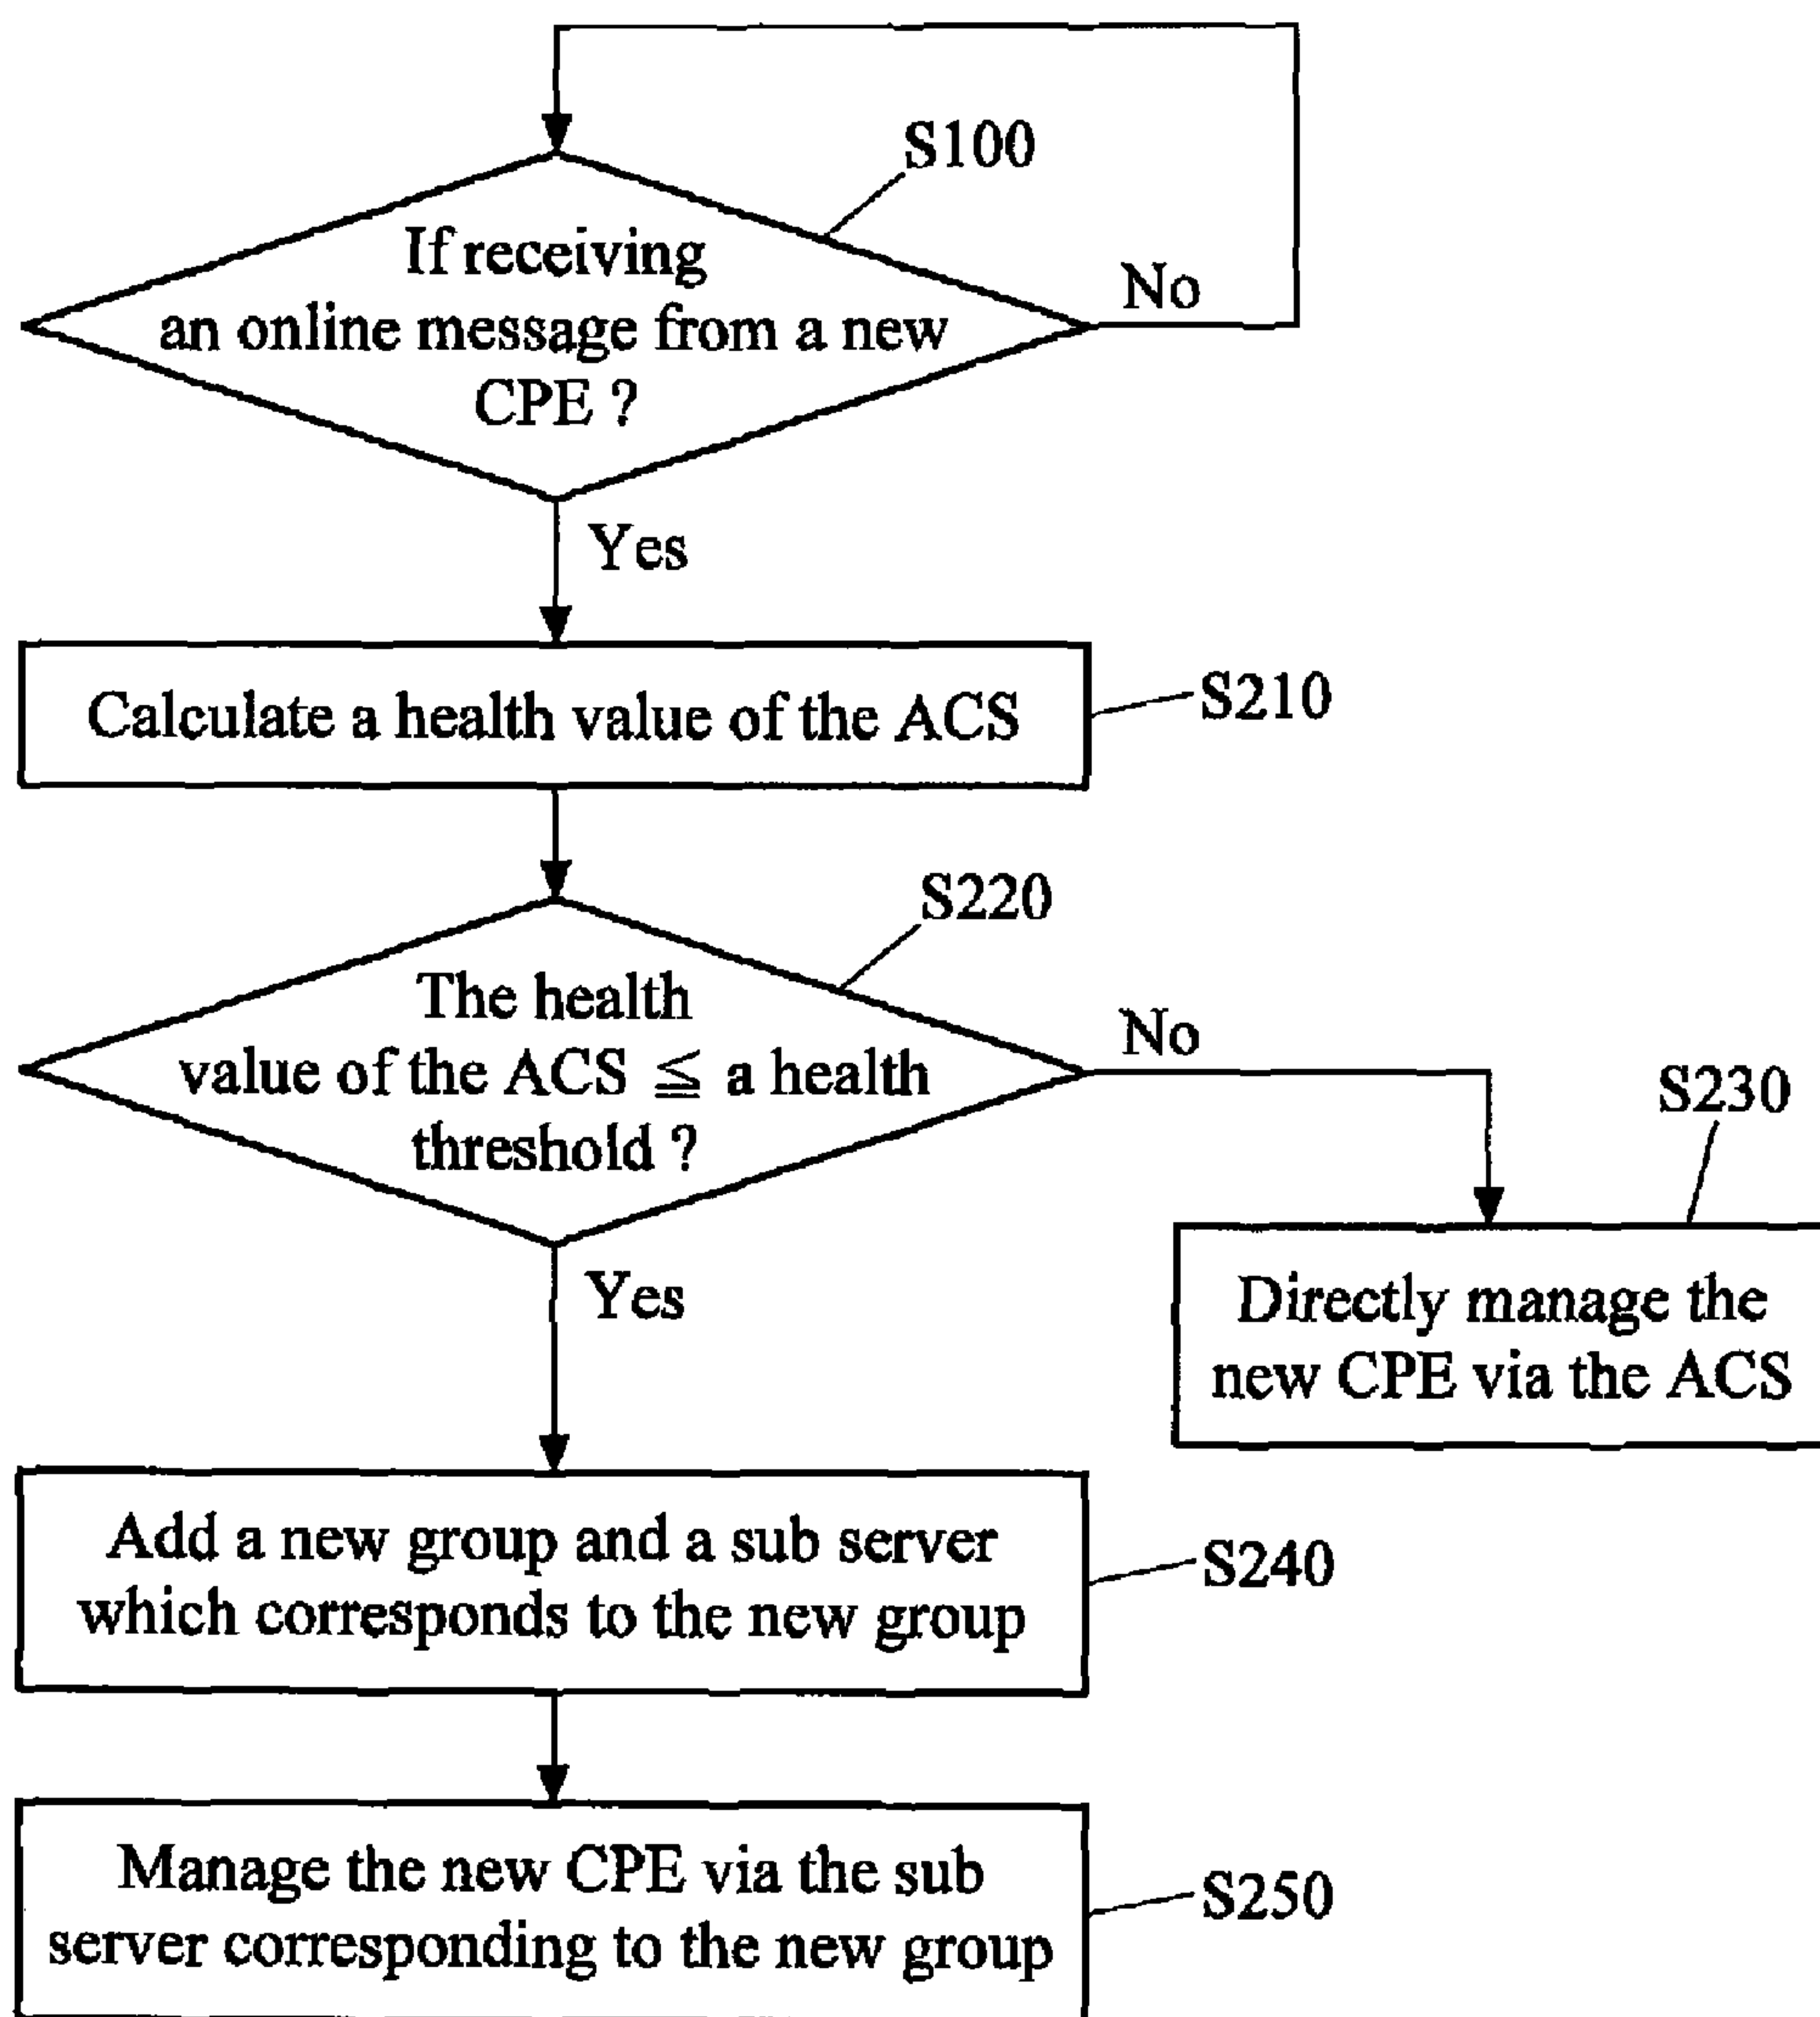 S100
If receiving
an online message from a new
CPE ?
No
Yes
Calculate a health value of the ACS
S210
S220
The health
value of the ACS ≦ a health
threshold ?
No
S230
Directly manage the
new CPE via the ACS
Yes
Add a new group and a sub server
which corresponds to the new group
S240
Manage the new CPE via the sub
server corresponding to the new group
S250